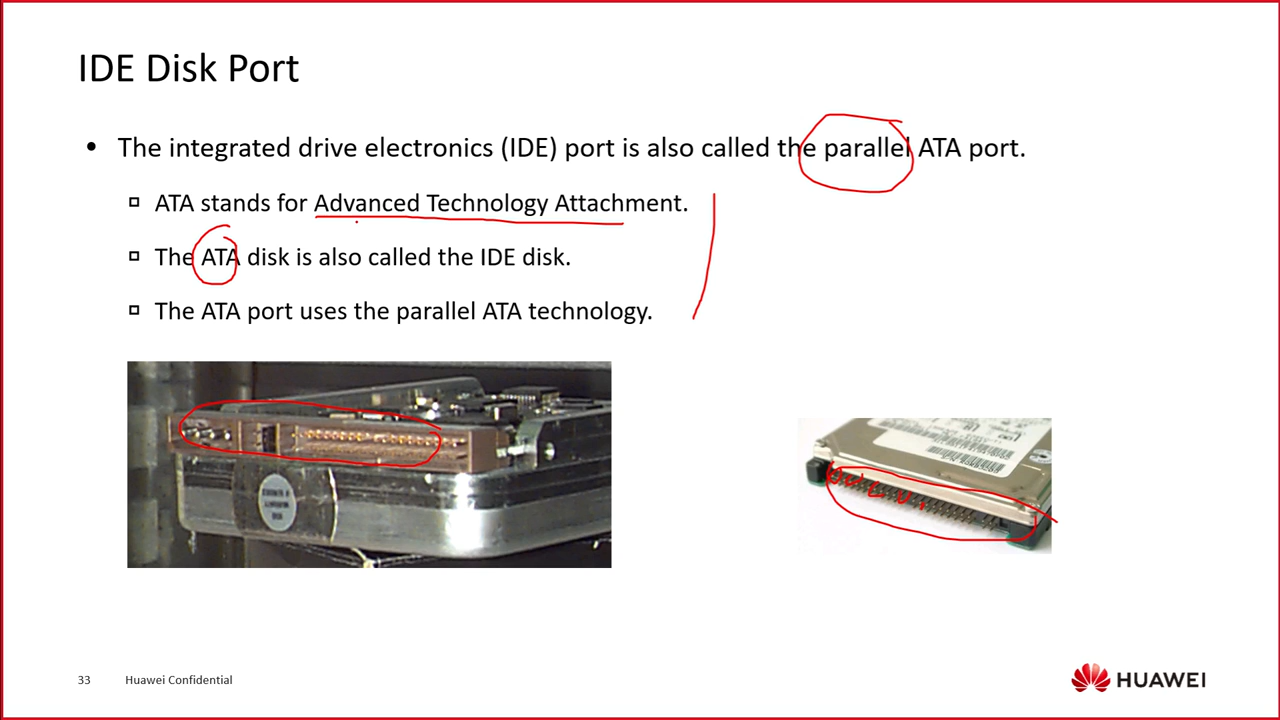 IDE Disk Port
• The integrated drive electronics (IDE) port is also called the parallel ATA port.
ATA stands for Advanced Technology Attachment.
The ATA disk is also called the IDE disk.
The ATA port uses the parallel ATA technology.
33 Huawei Confidential
HUAWEI